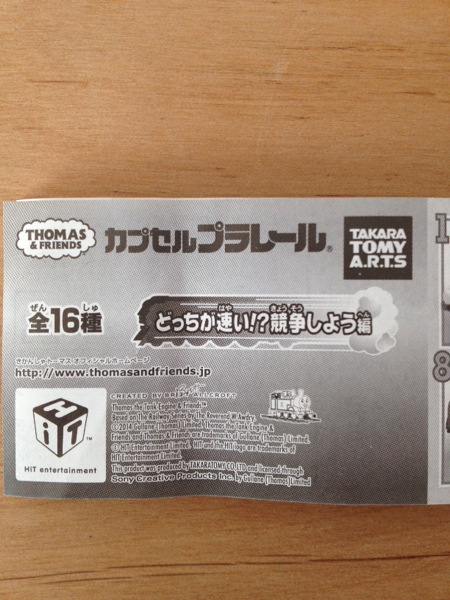 THOMAS
& FRIENDS
カプセルプラレール®
TAKARA
TOMY
A.R.T.S
1
ぜん しゅ
全16種
はや きょうそう へん
どっちが速い!?競争しよう編
きかんしゃトーマス オフィシャルホームページ
http://www.thomasandfriends.jp
8
CREATED BY BRITT ALLCROFT
Thomas the Tank Engine & Friends™
Based on The Railway Series by The Reverend W Awdry.
©2014 Gullane (Thomas) Limited. Thomas the Tank Engine &
Friends and Thomas & Friends are trademarks of Gullane (Thomas) Limited.
© HIT Entertainment Limited. HIT and the HIT logo are trademarks of
HIT Entertainment Limited.
This product was produced by TAKARATOMY CO.,LTD and licensed through
Sony Creative Products Inc. by Gullane (Thomas) Limited
HiT
™
HiT entertainment